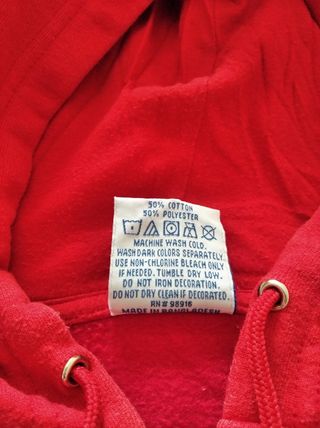 50% COTTON
50% POLYESTER
MACHINE WASH COLD.
WASH DARK COLORS SEPARATELY.
USE NON-CHLORINE BLEACH ONLY
IF NEEDED. TUMBLE DRY LOW.
DO NOT IRON DECORATION.
DO NOT DRY CLEAN IF DECORATED.
RN# 98916
MADE IN BANGLADESH